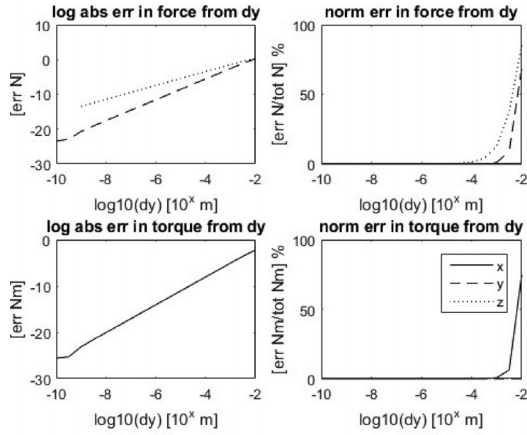 log abs err in force from dy
10
0
-10
-20
-30
[err N]
-10 -8 -6 -4 -2
log10(dy) [10^x m]
norm err in force from dy
100
50
0
[err N/tot N] %
-10 -8 -6 -4 -2
log10(dy) [10^x m]
log abs err in torque from dy
0
-10
-20
-30
[err Nm]
-10 -8 -6 -4 -2
log10(dy) [10^x m]
norm err in torque from dy
100
50
0
[err Nm/tot Nm] %
x
y
z
-10 -8 -6 -4 -2
log10(dy) [10^x m]